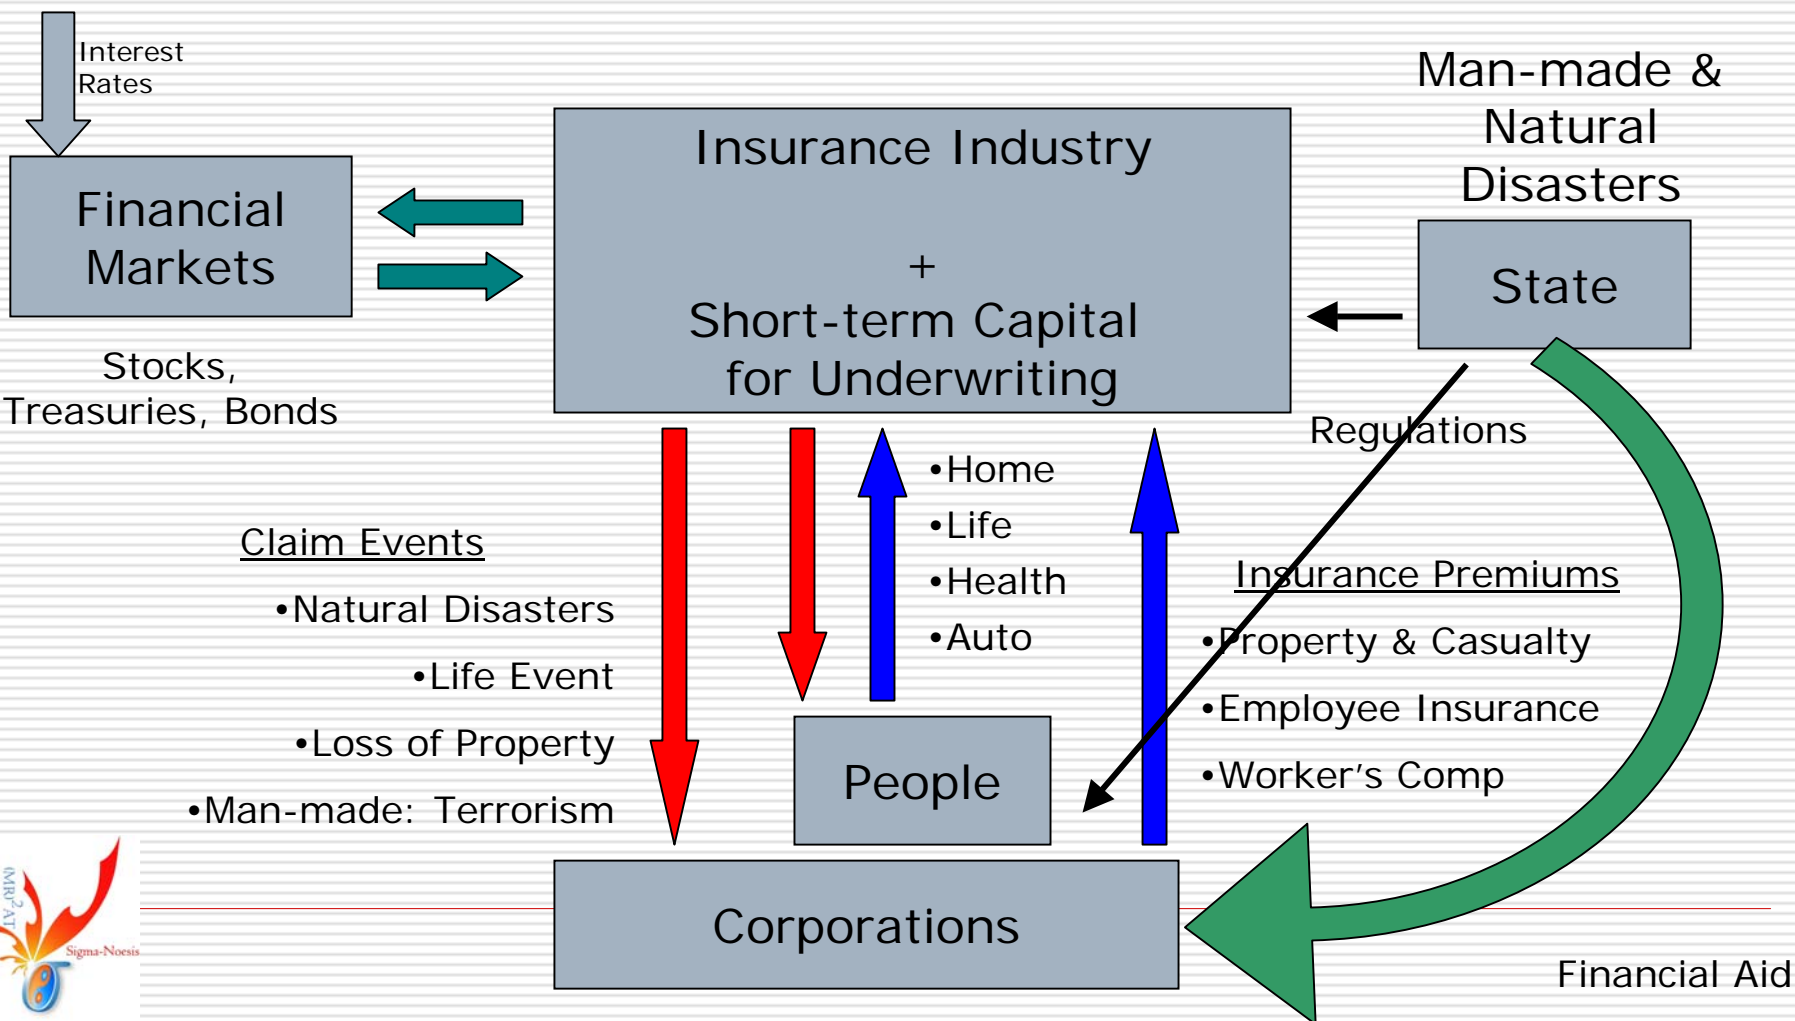 Interest
Rates
Man-made &
Natural
Disasters
Insurance Industry
+
Short-term Capital
for Underwriting
Financial
Markets
State
Stocks,
Treasuries, Bonds
Regulations
•Home
•Life
•Health
•Auto
Claim Events
•Natural Disasters
•Life Event
•Loss of Property
•Man-made: Terrorism
Insurance Premiums
•Property & Casualty
•Employee Insurance
•Worker's Comp
People
Corporations
Financial Aid
Sigma-Noesis